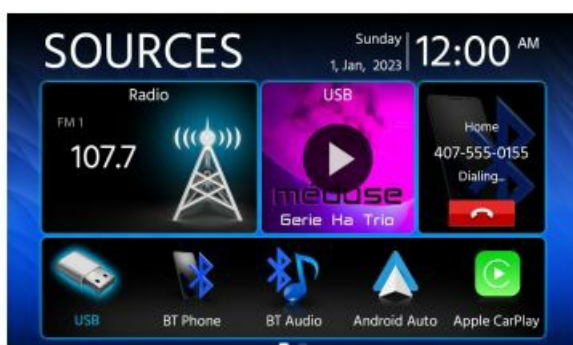 SOURCES
Sunday
1, Jan, 2023
12:00 AM
Radio
FM 1
107.7
USB
méduse
Gerie Ha Trio
Home
407-555-0155
Dialing...
USB
BT Phone
BT Audio
Android Auto
Apple CarPlay